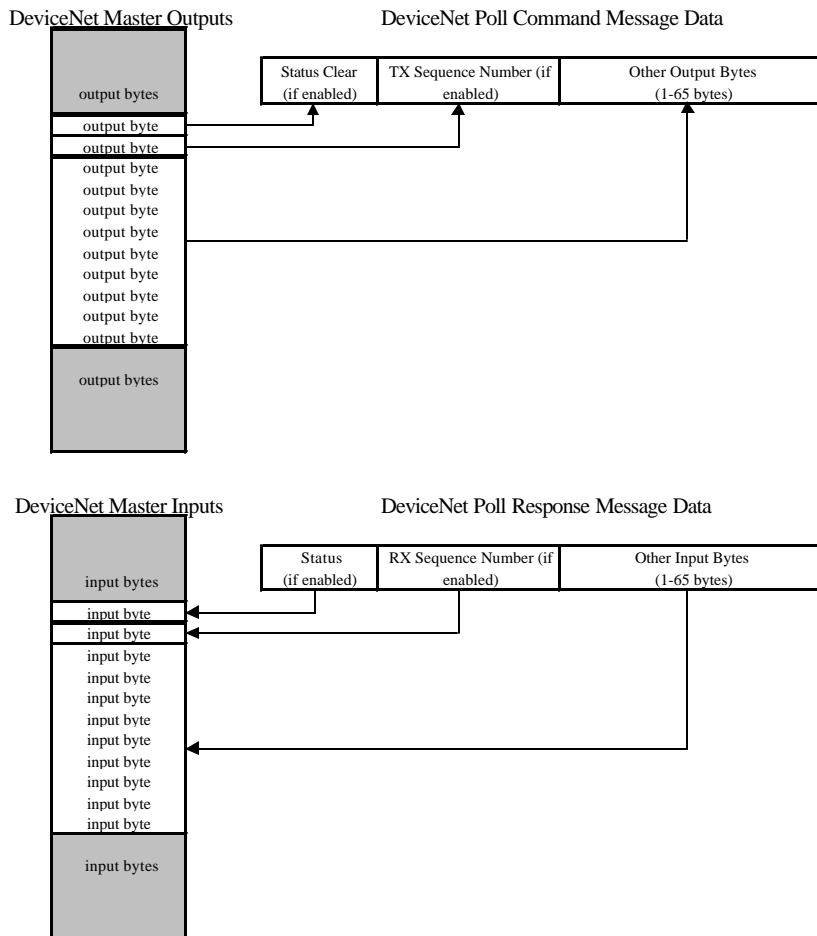 DeviceNet Master Outputs
DeviceNet Poll Command Message Data
output bytes
Status Clear
(if enabled)
TX Sequence Number (if
enabled)
Other Output Bytes
(1-65 bytes)
output byte
output byte
output byte
output byte
output byte
output byte
output byte
output byte
output byte
output byte
output byte
output bytes
DeviceNet Master Inputs
DeviceNet Poll Response Message Data
input bytes
Status
(if enabled)
RX Sequence Number (if
enabled)
Other Input Bytes
(1-65 bytes)
input byte
input byte
input byte
input byte
input byte
input byte
input byte
input byte
input byte
input byte
input byte
input bytes